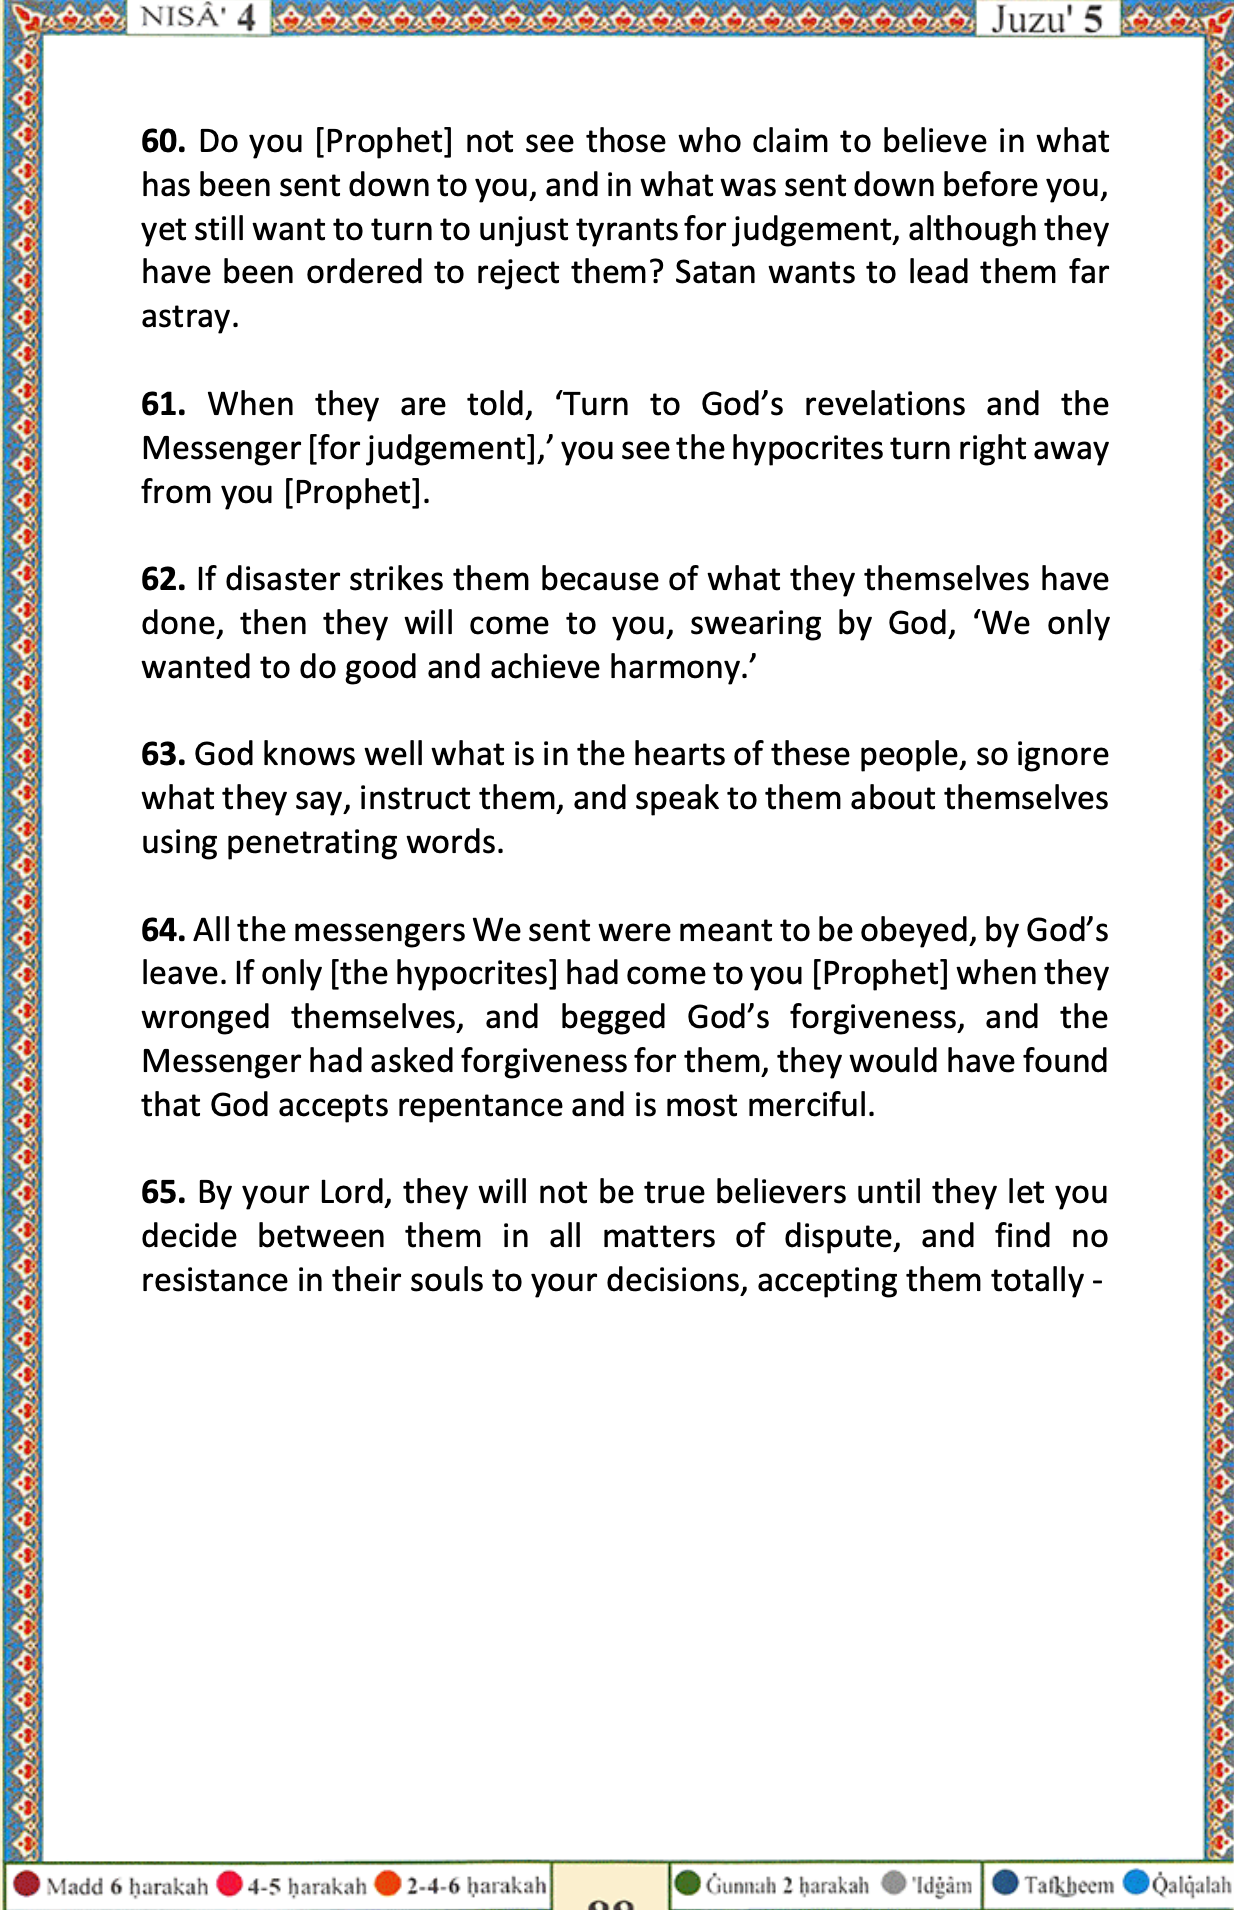 NISÂ' 4
Juzu' 5
60. Do you [Prophet] not see those who claim to believe in what
has been sent down to you, and in what was sent down before you,
yet still want to turn to unjust tyrants for judgement, although they
have been ordered to reject them? Satan wants to lead them far
astray.
61. When they are told, ‘Turn to God’s revelations and the
Messenger [for judgement],’ you see the hypocrites turn right away
from you [Prophet].
62. If disaster strikes them because of what they themselves have
done, then they will come to you, swearing by God, ‘We only
wanted to do good and achieve harmony.’
63. God knows well what is in the hearts of these people, so ignore
what they say, instruct them, and speak to them about themselves
using penetrating words.
64. All the messengers We sent were meant to be obeyed, by God’s
leave. If only [the hypocrites] had come to you [Prophet] when they
wronged themselves, and begged God’s forgiveness, and the
Messenger had asked forgiveness for them, they would have found
that God accepts repentance and is most merciful.
65. By your Lord, they will not be true believers until they let you
decide between them in all matters of dispute, and find no
resistance in their souls to your decisions, accepting them totally -
Madd 6 ḥarakah 4-5 ḥarakah 2-4-6 ḥarakah
Ġunnah 2 ḥarakah 'Idġâm Tafkheem Q̇alq̇alah